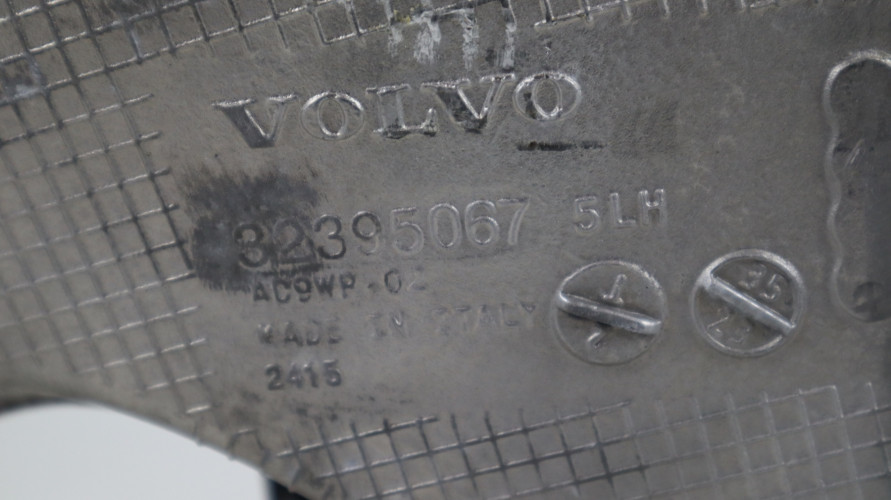 VOLVO
32395067 5LH
AC9WP-02
MADE IN ITALY
2415